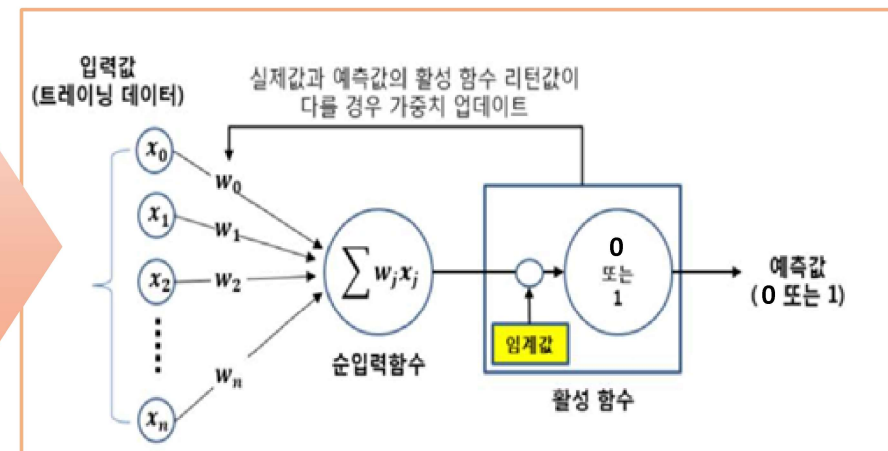 입력값
(트레이닝 데이터)
실제값과 예측값의 활성 함수 리턴값이
다를 경우 가중치 업데이트
x₀
x₁
x₂
xₙ
w₀
w₁
w₂
wₙ
∑ wⱼxⱼ
순입력함수
0
또는
1
임계값
활성 함수
예측값
(0 또는 1)